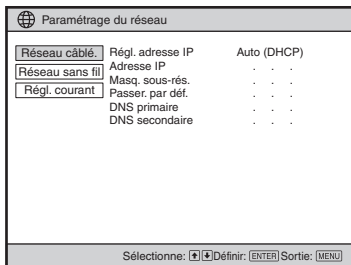 Paramétrage du réseau
Réseau câblé. Régl. adresse IP Auto (DHCP)
Réseau sans fil Adresse IP . . .
Régl. courant Masq. sous-rés. . . .
Passer. par déf. . . .
DNS primaire . . .
DNS secondaire . . .
Sélectionne: Définir: ENTER Sortie: MENU